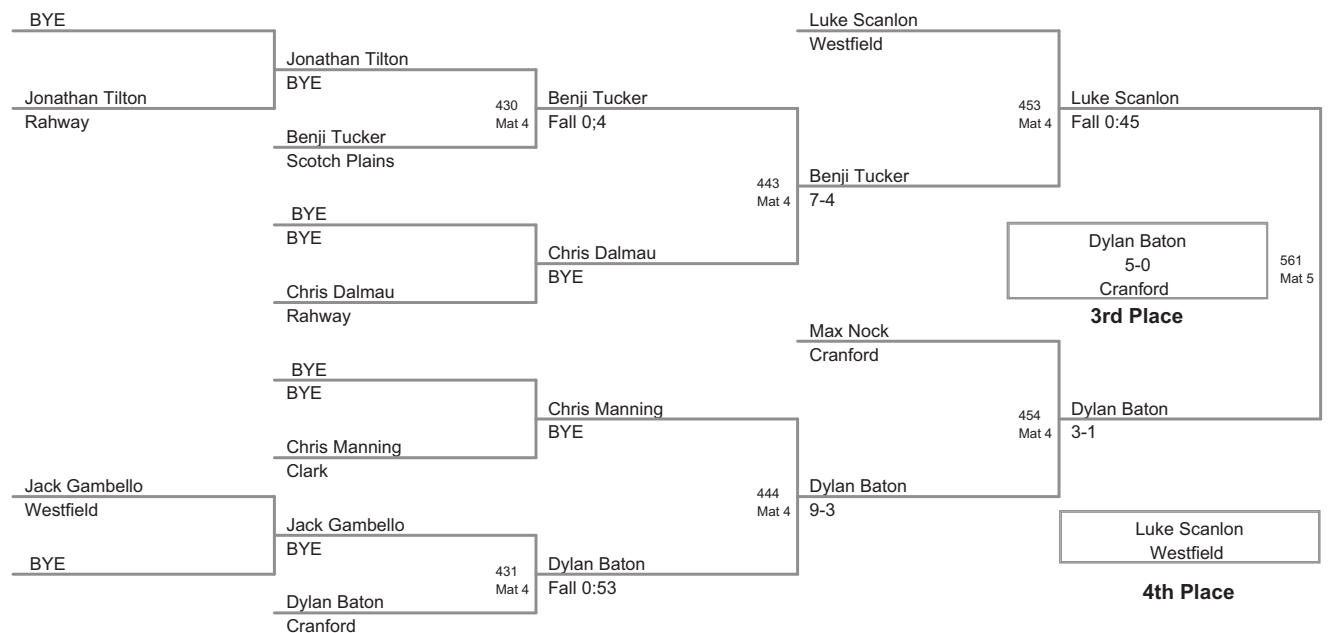 BYE
Jonathan Tilton
Rahway
Jonathan Tilton
BYE
Benji Tucker
Scotch Plains
430
Mat 4
Benji Tucker
Fall 0;4
BYE
BYE
Chris Dalmau
Rahway
Chris Dalmau
BYE
443
Mat 4
Benji Tucker
7-4
Luke Scanlon
Westfield
453
Mat 4
Luke Scanlon
Fall 0:45
Dylan Baton
5-0
Cranford
3rd Place
561
Mat 5
BYE
BYE
Chris Manning
Clark
Chris Manning
BYE
Jack Gambello
Westfield
BYE
Jack Gambello
BYE
Dylan Baton
Cranford
431
Mat 4
Dylan Baton
Fall 0:53
444
Mat 4
Dylan Baton
9-3
Max Nock
Cranford
454
Mat 4
Dylan Baton
3-1
Luke Scanlon
Westfield
4th Place